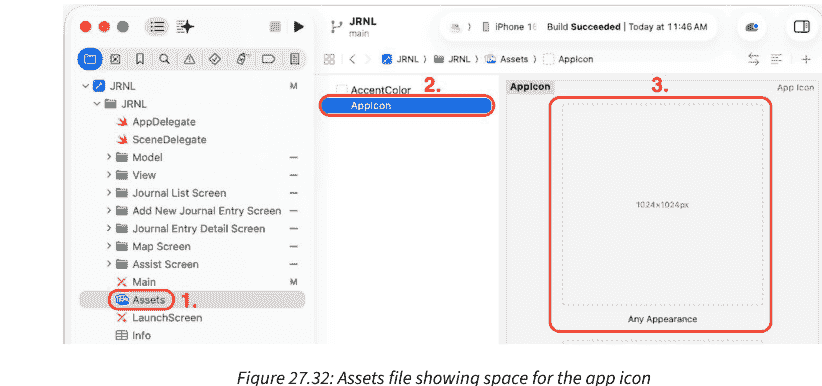 JRNL
main
iPhone 16
Build Succeeded | Today at 11:46 AM
JRNL
JRNL
Assets
AppIcon
JRNL
M
JRNL
AppDelegate
SceneDelegate
Model
View
Journal List Screen
Add New Journal Entry Screen
Journal Entry Detail Screen
Map Screen
Assist Screen
Main
M
Assets
1.
LaunchScreen
Info
AccentColor
2.
AppIcon
AppIcon
3.
App Icon
1024x1024px
Any Appearance
Figure 27.32: Assets file showing space for the app icon